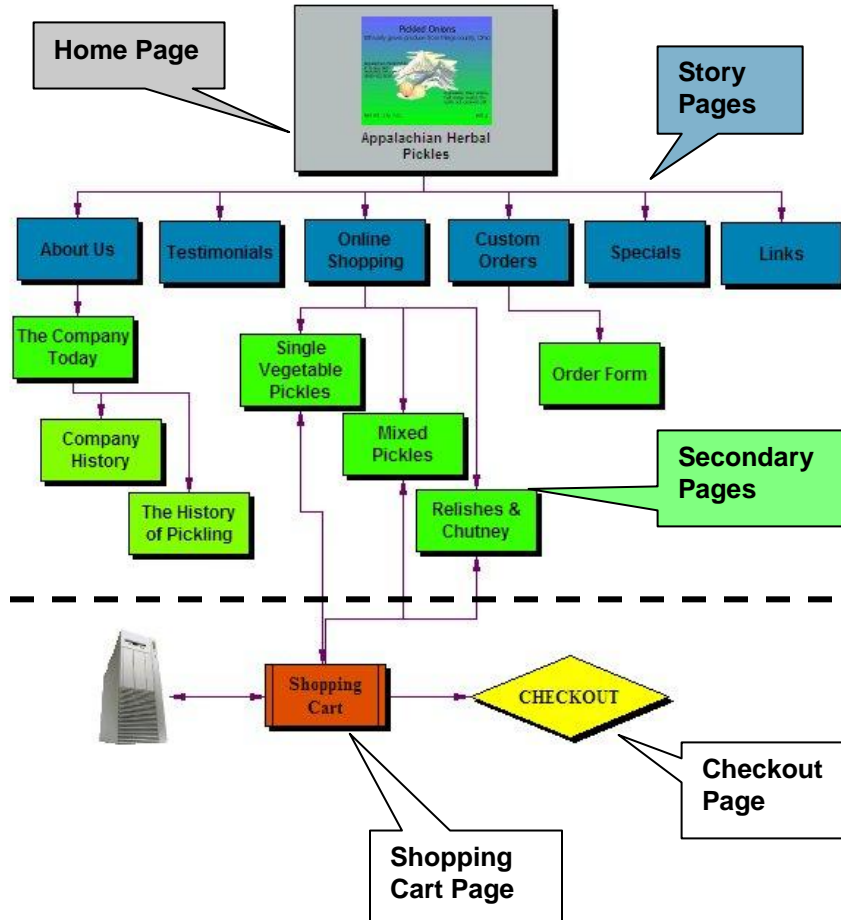 Home Page
Pickled Onions
Appalachian Herbal
Pickles
Story
Pages
About Us
Testimonials
Online
Shopping
Custom
Orders
Specials
Links
The Company
Today
Single
Vegetable
Pickles
Order Form
Company
History
Mixed
Pickles
Secondary
Pages
The History
of Pickling
Relishes &
Chutney
Shopping
Cart
CHECKOUT
Checkout
Page
Shopping
Cart Page